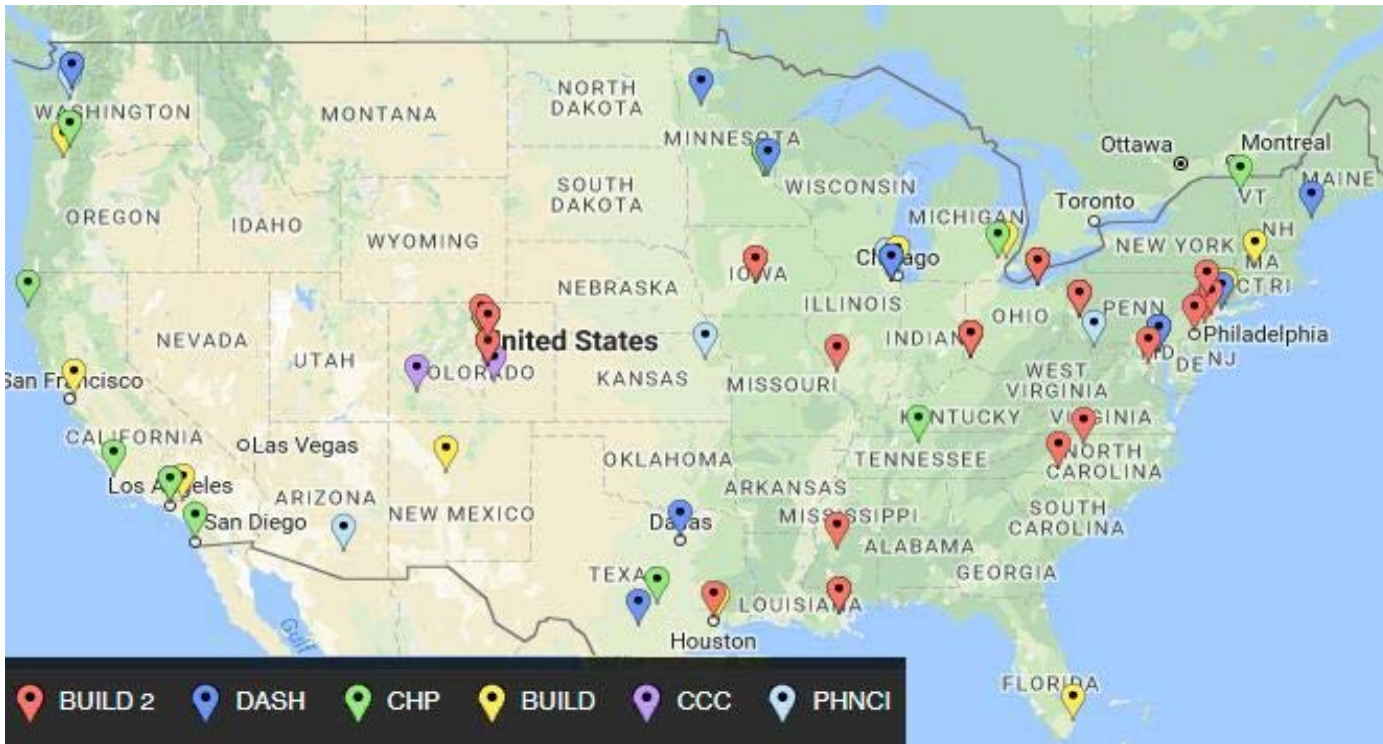 Ottawa
Montreal
NORTH
DAKOTA
WASHINGTON
MONTANA
MINNESOTA
MAINE
VT
SOUTH
DAKOTA
WISCONSIN
Toronto
OREGON
IDAHO
MICHIGAN
WYOMING
NEW YORK
NH
MA
CT RI
Chicago
IOWA
NEBRASKA
ILLINOIS
PENN
OHIO
INDIAN
NEVADA
UTAH
United States
Philadelphia
MD
DE
NJ
San Francisco
COLORADO
KANSAS
MISSOURI
WEST
VIRGINIA
KENTUCKY
VIRGINIA
CALIFORNIA
Las Vegas
OKLAHOMA
TENNESSEE
NORTH
CAROLINA
Los Angeles
ARIZONA
NEW MEXICO
ARKANSAS
San Diego
Dallas
MISSISSIPPI
SOUTH
CAROLINA
ALABAMA
GEORGIA
TEXA
LOUISIANA
Houston
Gulf
FLORIDA
BUILD 2 DASH CHP BUILD CCC PHNCI